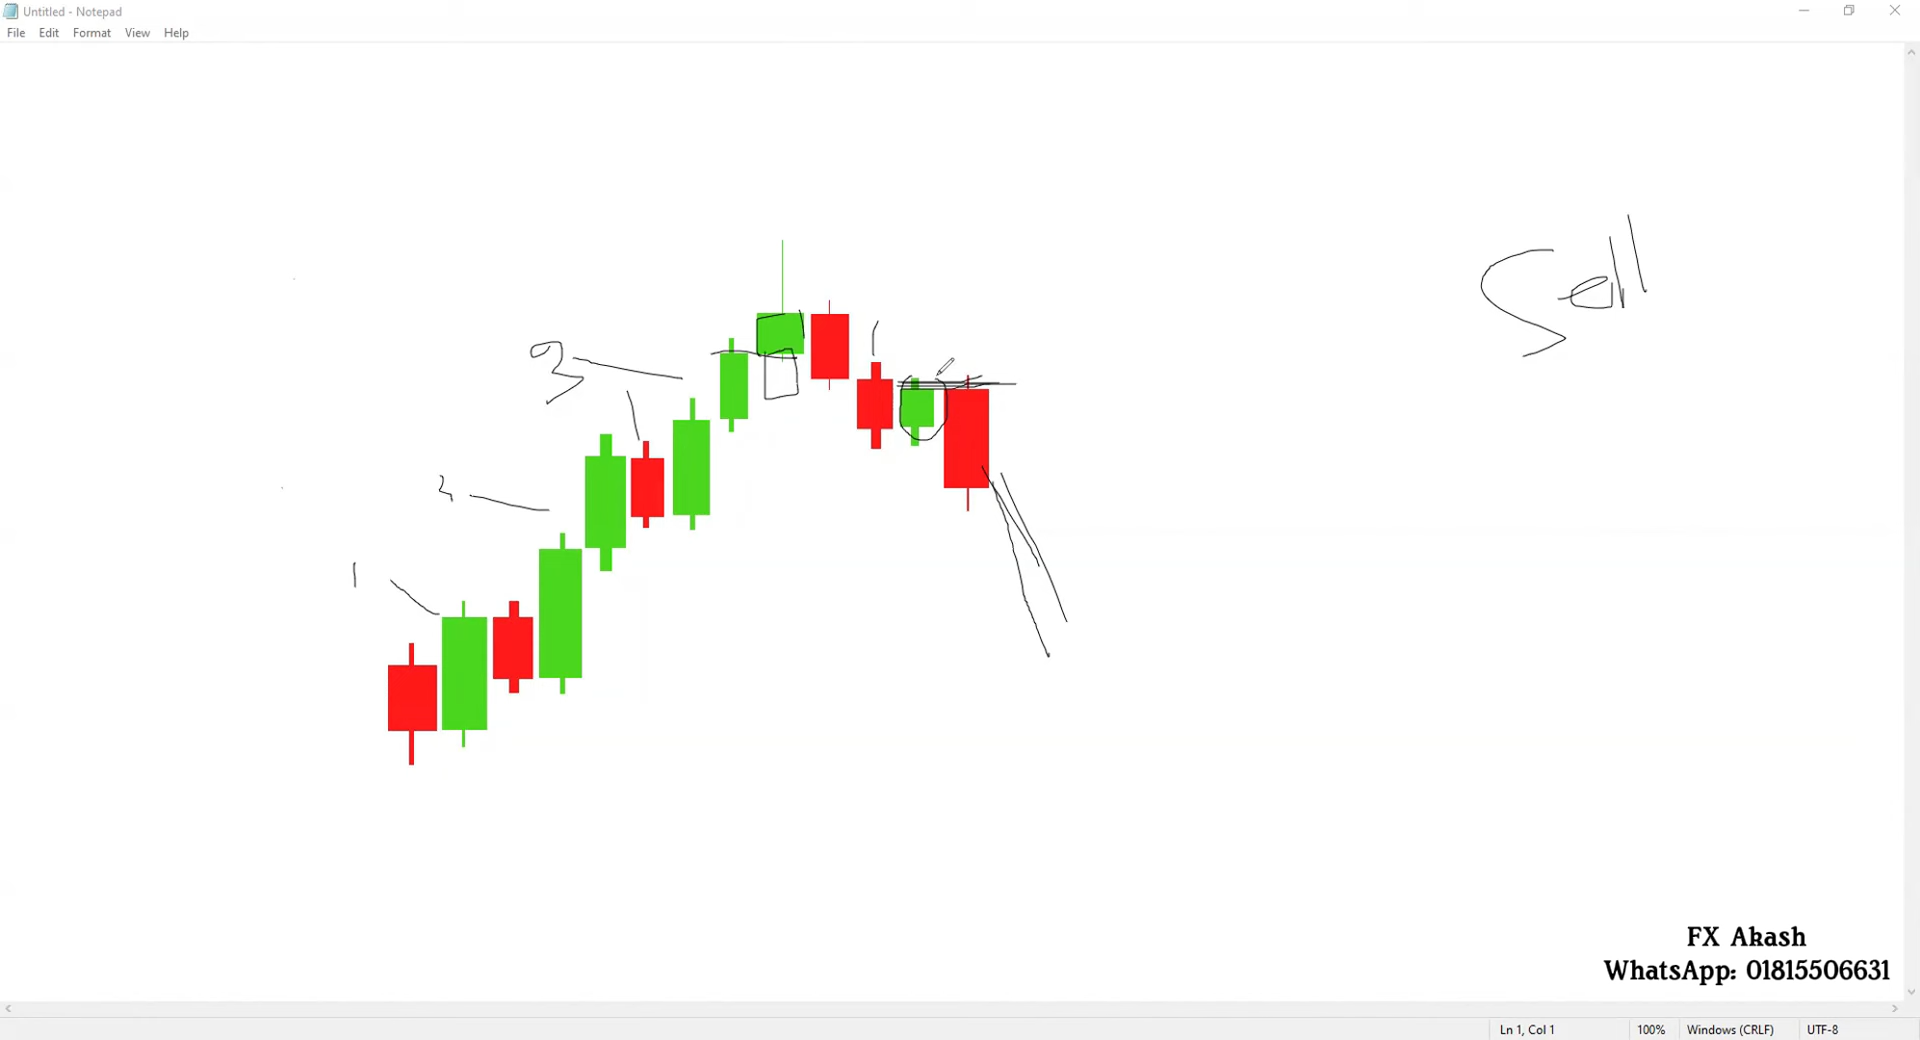 Untitled - Notepad
File Edit Format View Help
Sell
3
2
1
FX Akash
WhatsApp: 01815506631
Ln 1, Col 1 100% Windows (CRLF) UTF-8